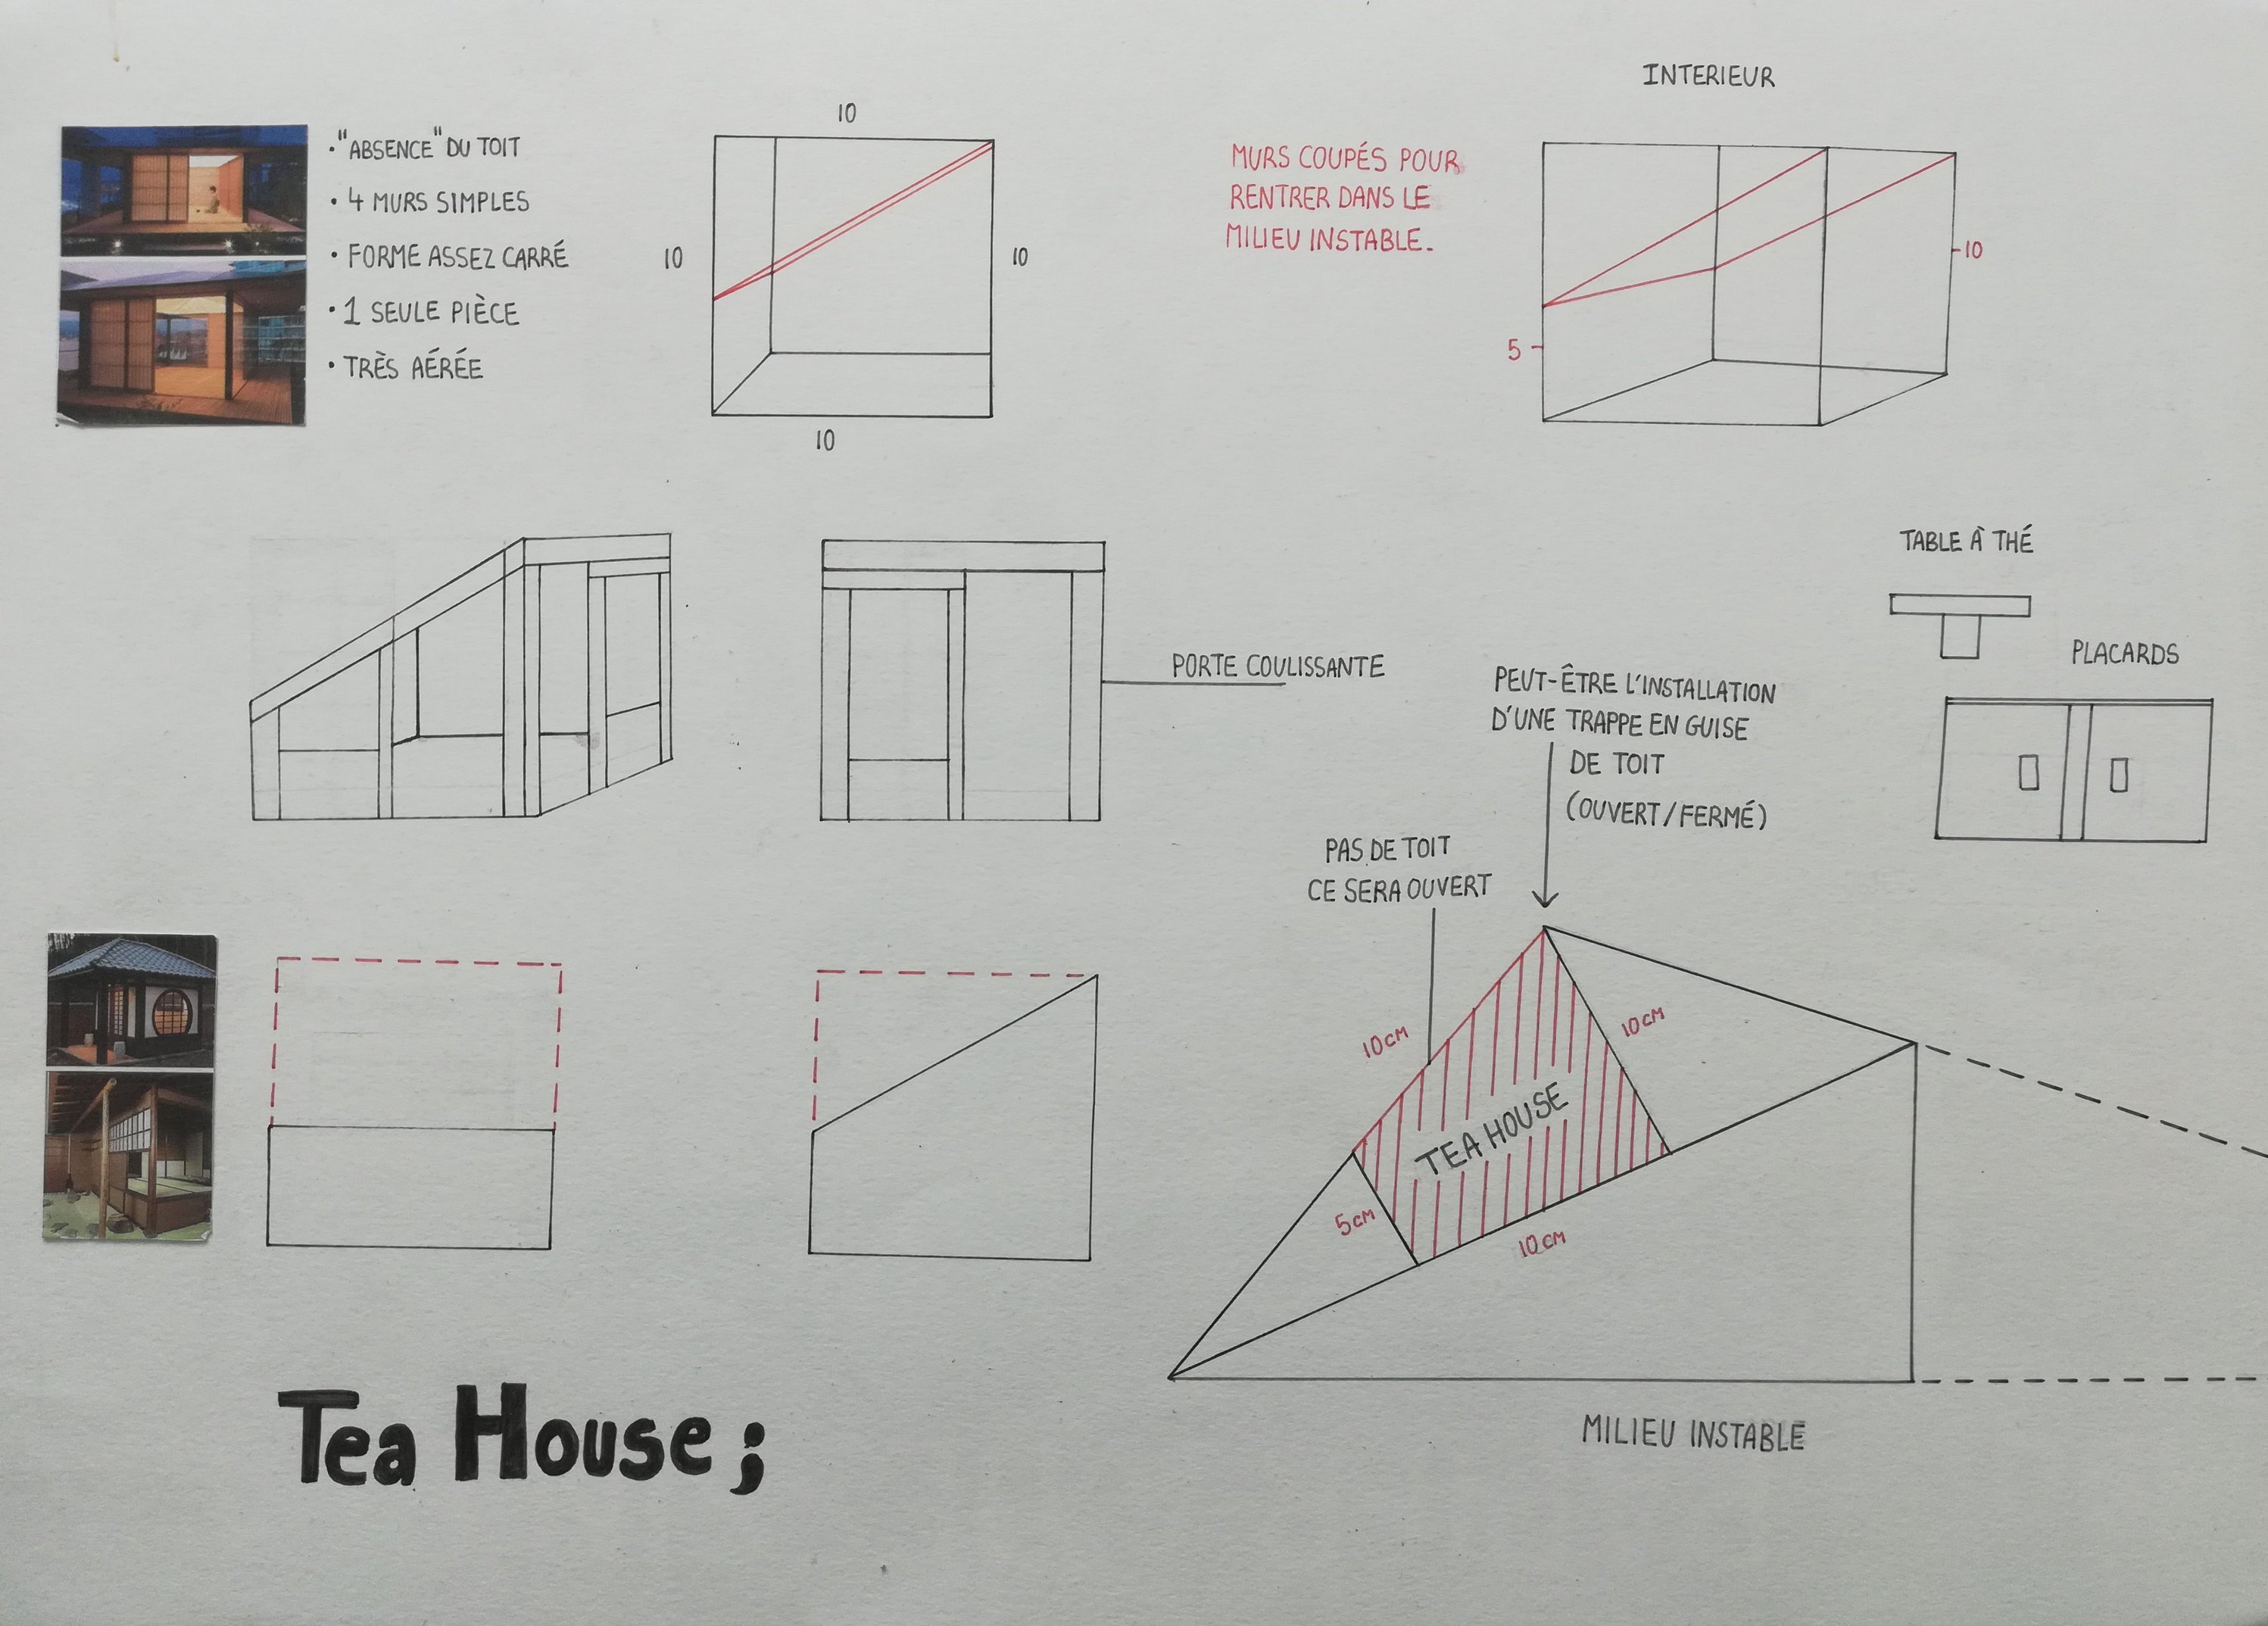 • "ABSENCE" DU TOIT
• 4 MURS SIMPLES
• FORME ASSEZ CARRÉ
• 1 SEULE PIÈCE
• TRÈS AÉRÉE
10
10
10
10
MURS COUPÉS POUR
RENTRER DANS LE
MILIEU INSTABLE.
INTERIEUR
10
5
PORTE COULISSANTE
TABLE À THÉ
PLACARDS
PEUT-ÊTRE L'INSTALLATION
D'UNE TRAPPE EN GUISE
DE TOIT
(OUVERT/FERMÉ)
PAS DE TOIT
CE SERA OUVERT
10CM
10CM
TEA HOUSE
5CM
10CM
MILIEU INSTABLE
Tea House ;